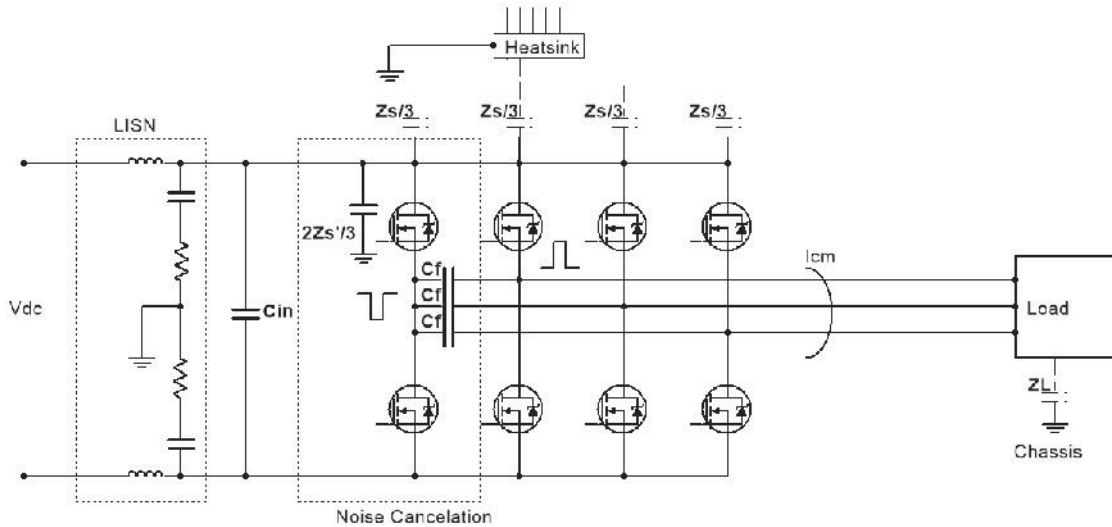 Heatsink
Zs/3
Zs/3
Zs/3
Zs/3
LISN
2Zs'/3
Cf
Cf
Cf
Icm
Vdc
Cin
Load
ZL
Chassis
Noise Cancelation